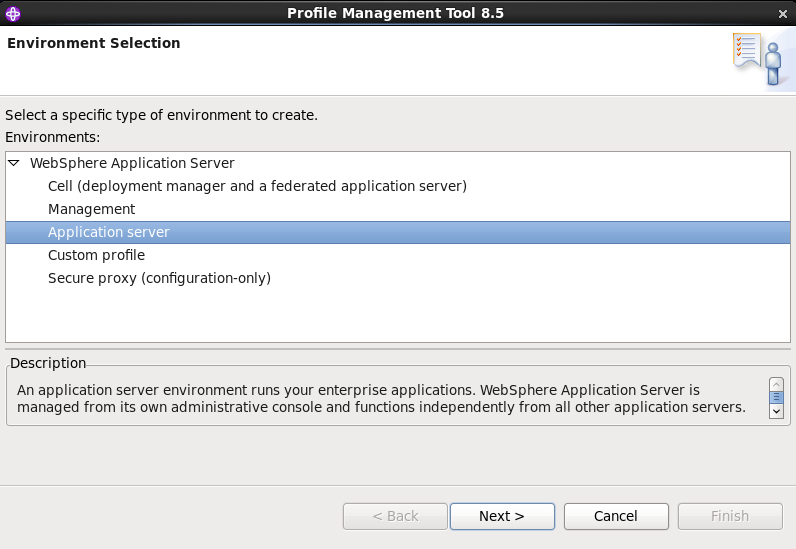 Profile Management Tool 8.5
Environment Selection
Select a specific type of environment to create.
Environments:
WebSphere Application Server
Cell (deployment manager and a federated application server)
Management
Application server
Custom profile
Secure proxy (configuration-only)
Description
An application server environment runs your enterprise applications. WebSphere Application Server is
managed from its own administrative console and functions independently from all other application servers.
< Back Next > Cancel Finish